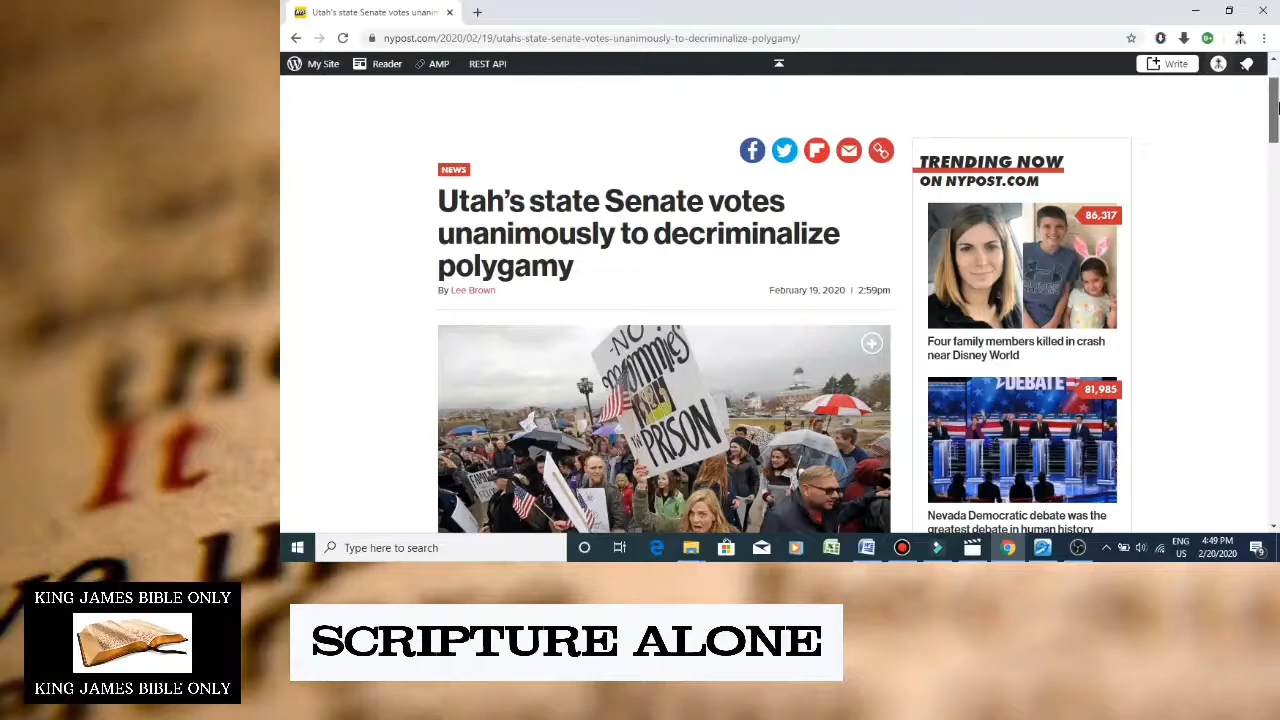 Utah's state Senate votes unanim
nypost.com/2020/02/19/utahs-state-senate-votes-unanimously-to-decriminalize-polygamy/
My Site
Reader
AMP
REST API
Write
NEWS
Utah's state Senate votes
unanimously to decriminalize
polygamy
By Lee Brown
February 19, 2020 | 2:59pm
-NO
mommies
IN
PRISON
FAMILIES
TRENDING NOW
ON NYPOST.COM
86,317
Four family members killed in crash
near Disney World
DEBATE
81,985
Nevada Democratic debate was the
greatest debate in human history
Type here to search
ENG
US
4:49 PM
2/20/2020
the
It
KING JAMES BIBLE ONLY
KING JAMES BIBLE ONLY
SCRIPTURE ALONE